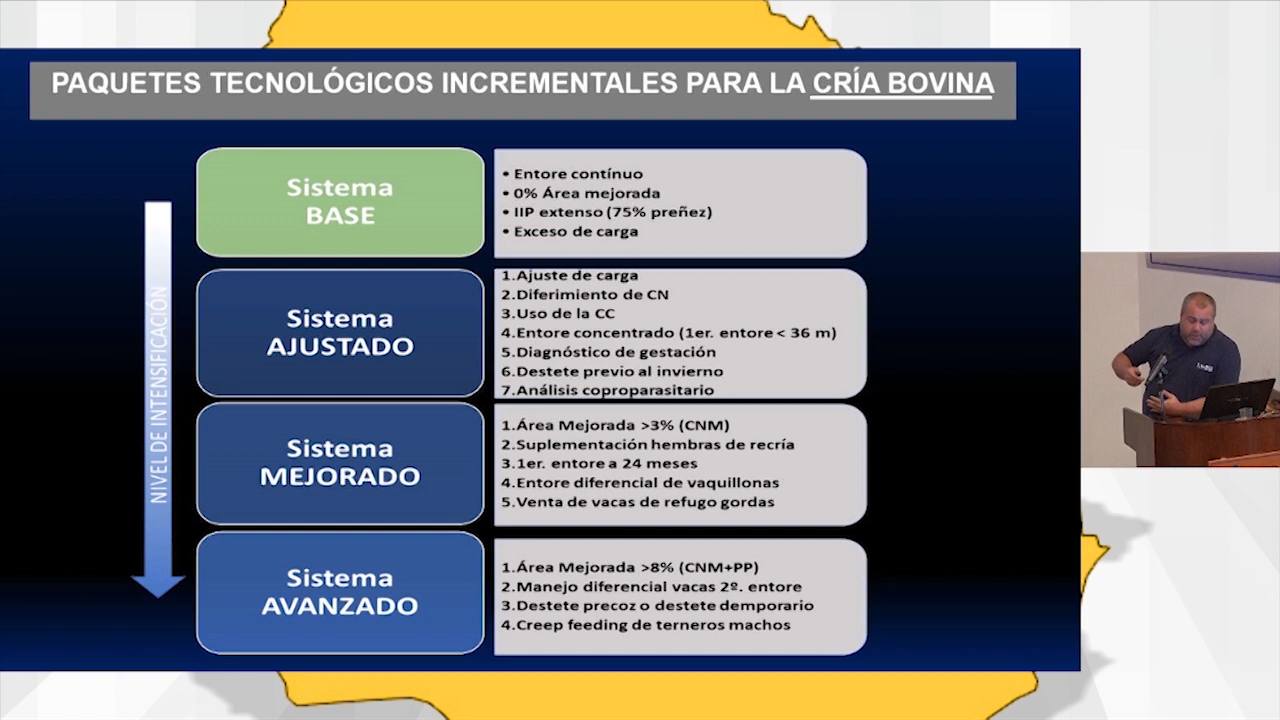 PAQUETES TECNOLÓGICOS INCREMENTALES PARA LA CRÍA BOVINA
NIVEL DE INTENSIFICACIÓN
Sistema
BASE
• Entore contínuo
• 0% Área mejorada
• IIP extenso (75% preñez)
• Exceso de carga
Sistema
AJUSTADO
1.Ajuste de carga
2.Diferimiento de CN
3.Uso de la CC
4.Entore concentrado (1er. entore < 36 m)
5.Diagnóstico de gestación
6.Destete previo al invierno
7.Análisis coproparasitario
Sistema
MEJORADO
1.Área Mejorada >3% (CNM)
2.Suplementación hembras de recría
3.1er. entore a 24 meses
4.Entore diferencial de vaquillonas
5.Venta de vacas de refugo gordas
Sistema
AVANZADO
1.Área Mejorada >8% (CNM+PP)
2.Manejo diferencial vacas 2º. entore
3.Destete precoz o destete demporario
4.Creep feeding de terneros machos